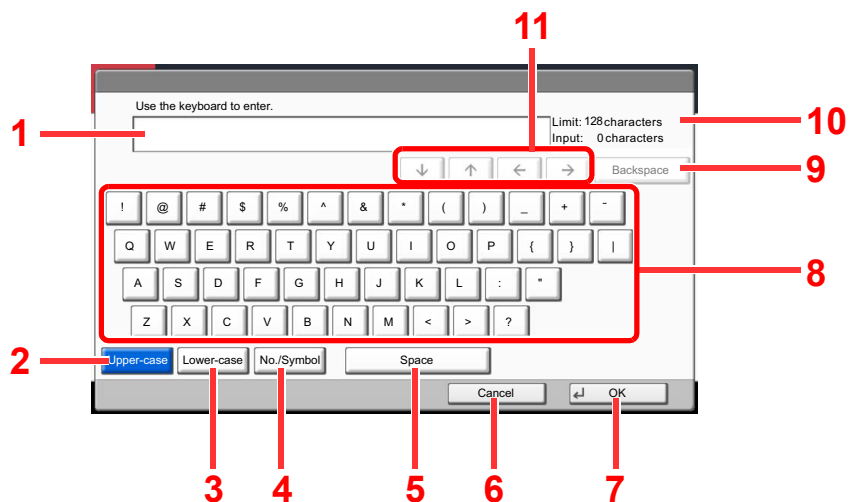 11
Use the keyboard to enter.
1
Limit: 128 characters
Input: 0 characters
10
↓ ↑ ← → Backspace
9
! @ # $ % ^ & * ( ) _ + ~
Q W E R T Y U I O P { } |
8
A S D F G H J K L : "
Z X C V B N M < > ?
2
Upper-case Lower-case No./Symbol Space
Cancel OK
3 4 5 6 7